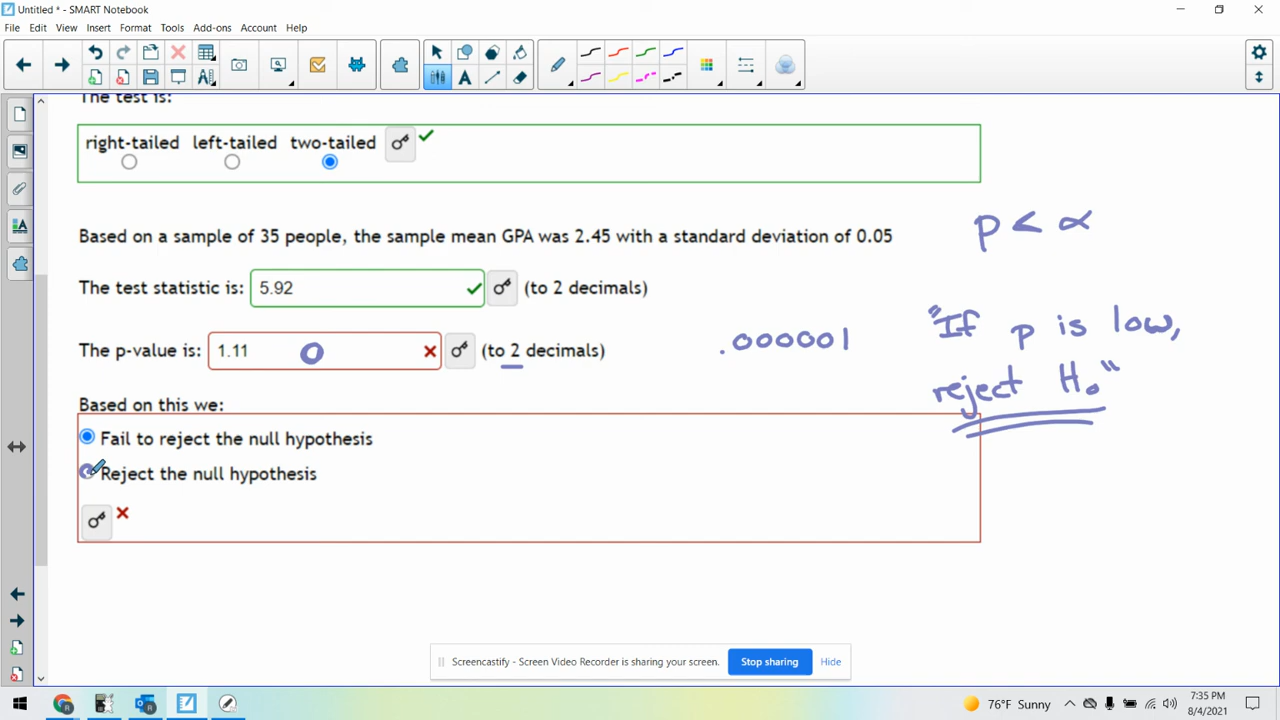 Untitled * - SMART Notebook
File Edit View Insert Format Tools Add-ons Account Help
The test is:
right-tailed left-tailed two-tailed
Based on a sample of 35 people, the sample mean GPA was 2.45 with a standard deviation of 0.05
p < α
The test statistic is: 5.92 (to 2 decimals)
"If p is low,
The p-value is: 1.11 0 (to 2 decimals) .000001
reject H₀"
Based on this we:
Fail to reject the null hypothesis
Reject the null hypothesis
Screencastify - Screen Video Recorder is sharing your screen. Stop sharing Hide
76°F Sunny
7:35 PM
8/4/2021